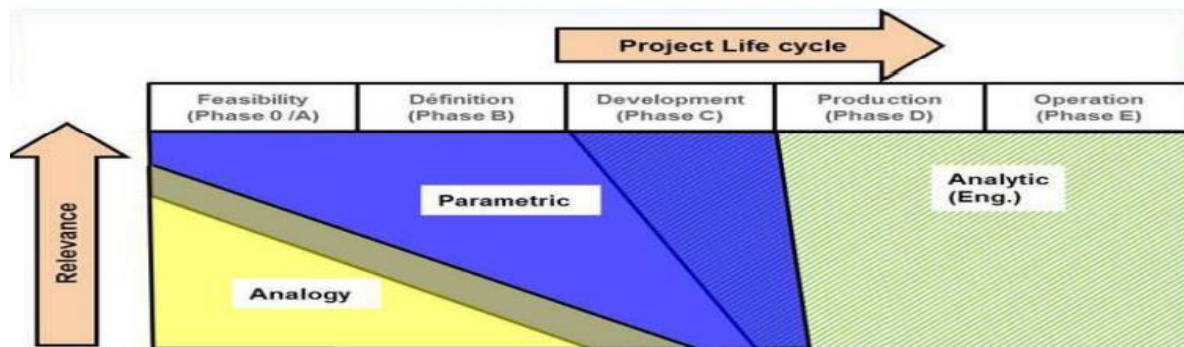 Project Life cycle
Feasibility
(Phase 0 /A)
Définition
(Phase B)
Development
(Phase C)
Production
(Phase D)
Operation
(Phase E)
Relevance
Parametric
Analytic
(Eng.)
Analogy